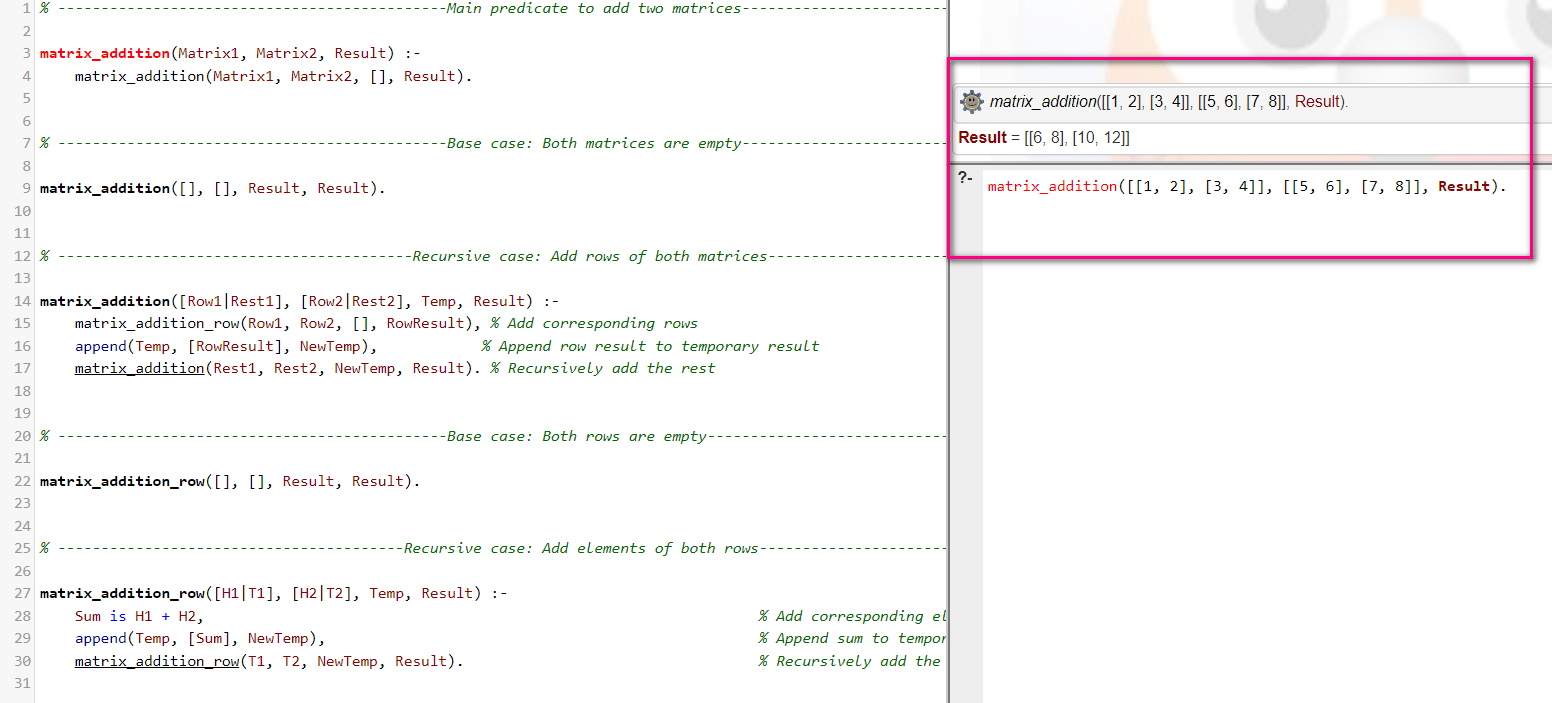 1 % ---------------------------------------------Main predicate to add two matrices------------------------
2
3 matrix_addition(Matrix1, Matrix2, Result) :-
4     matrix_addition(Matrix1, Matrix2, [], Result).
5
6
7 % ---------------------------------------------Base case: Both matrices are empty------------------------
8
9 matrix_addition([], [], Result, Result).
10
11
12 % -----------------------------------------Recursive case: Add rows of both matrices---------------------
13
14 matrix_addition([Row1|Rest1], [Row2|Rest2], Temp, Result) :-
15     matrix_addition_row(Row1, Row2, [], RowResult), % Add corresponding rows
16     append(Temp, [RowResult], NewTemp),            % Append row result to temporary result
17     matrix_addition(Rest1, Rest2, NewTemp, Result). % Recursively add the rest
18
19
20 % ---------------------------------------------Base case: Both rows are empty----------------------------
21
22 matrix_addition_row([], [], Result, Result).
23
24
25 % ----------------------------------------Recursive case: Add elements of both rows----------------------
26
27 matrix_addition_row([H1|T1], [H2|T2], Temp, Result) :-
28     Sum is H1 + H2,                                                                % Add corresponding el
29     append(Temp, [Sum], NewTemp),                                                  % Append sum to tempor
30     matrix_addition_row(T1, T2, NewTemp, Result).                                  % Recursively add the
31
matrix_addition([[1, 2], [3, 4]], [[5, 6], [7, 8]], Result).
Result = [[6, 8], [10, 12]]
?- matrix_addition([[1, 2], [3, 4]], [[5, 6], [7, 8]], Result).